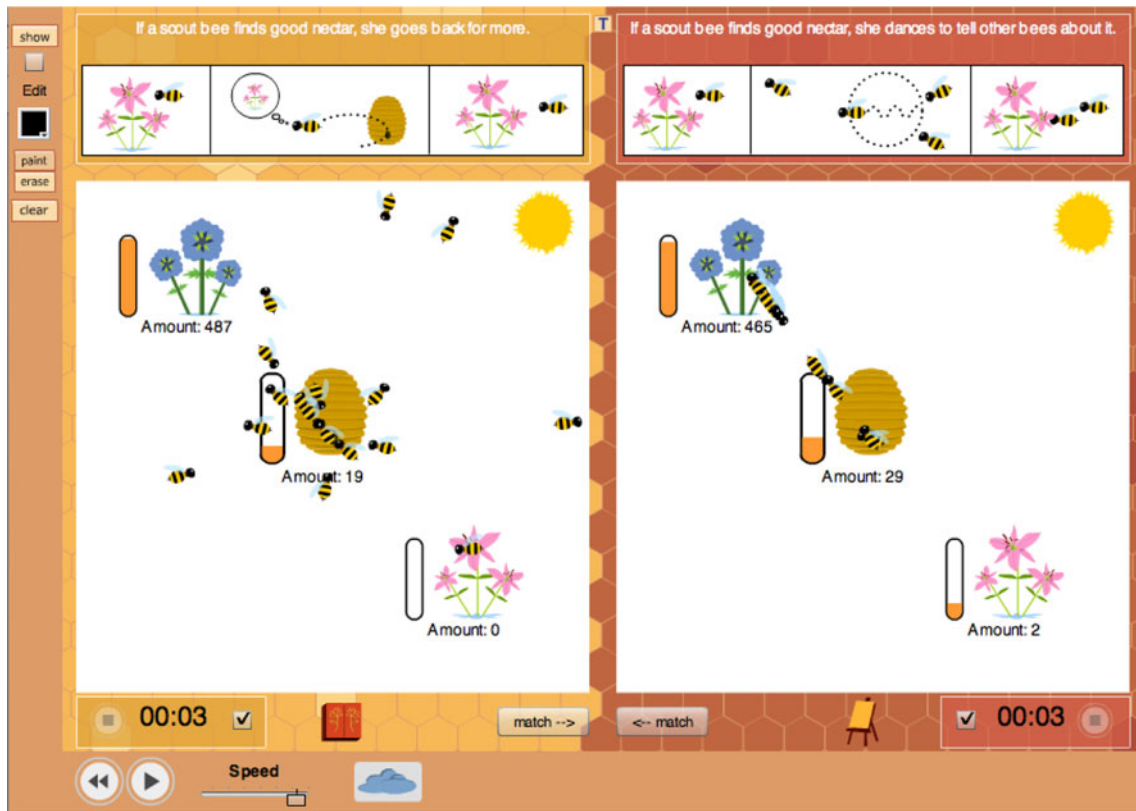 show
Edit
paint
erase
clear
If a scout bee finds good nectar, she goes back for more.
T
If a scout bee finds good nectar, she dances to tell other bees about it.
Amount: 487
Amount: 19
Amount: 0
Amount: 465
Amount: 29
Amount: 2
00:03
match -->
<-- match
00:03
Speed